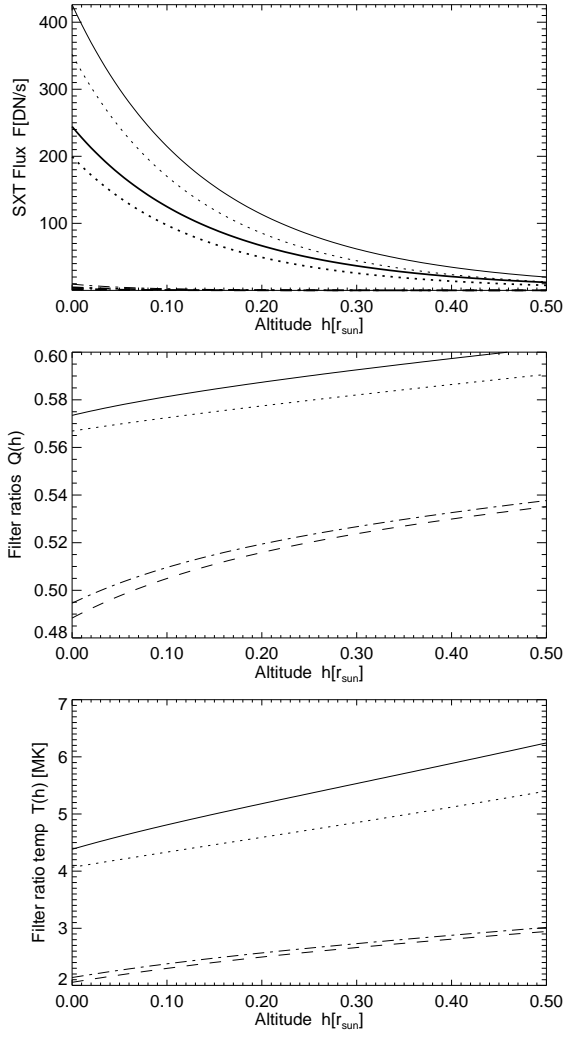 400
300
200
100
SXT Flux F[DN/s]
0.00 0.10 0.20 0.30 0.40 0.50
Altitude h[r_sun]
0.60
0.58
0.56
0.54
0.52
0.50
0.48
Filter ratios Q(h)
0.00 0.10 0.20 0.30 0.40 0.50
Altitude h[r_sun]
7
6
5
4
3
2
Filter ratio temp T(h) [MK]
0.00 0.10 0.20 0.30 0.40 0.50
Altitude h[r_sun]